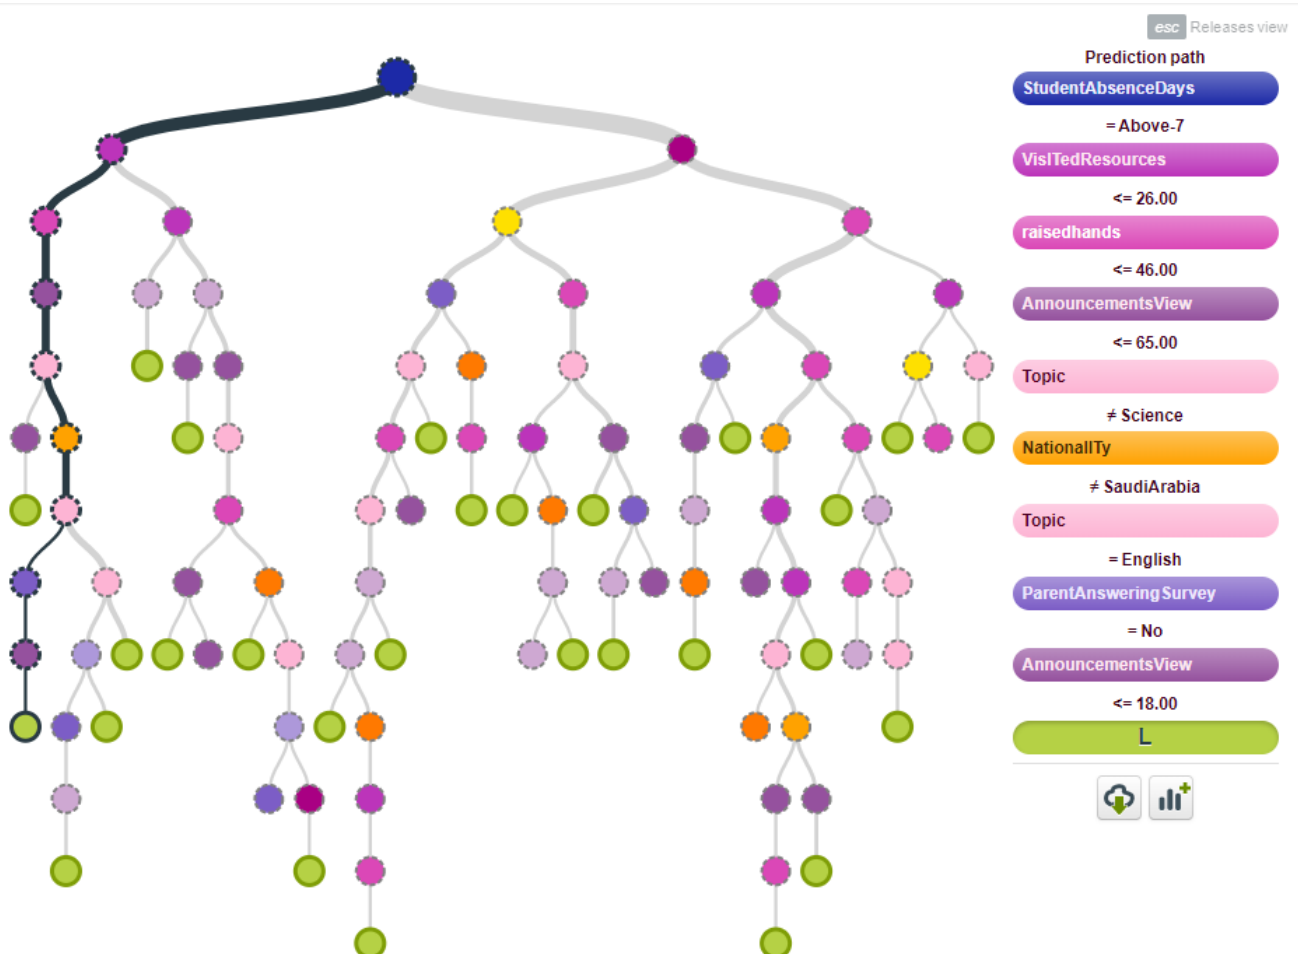 esc Releases view
Prediction path
StudentAbsenceDays
= Above-7
VisITedResources
<= 26.00
raisedhands
<= 46.00
AnnouncementsView
<= 65.00
Topic
≠ Science
NationalITy
≠ SaudiArabia
Topic
= English
ParentAnsweringSurvey
= No
AnnouncementsView
<= 18.00
L